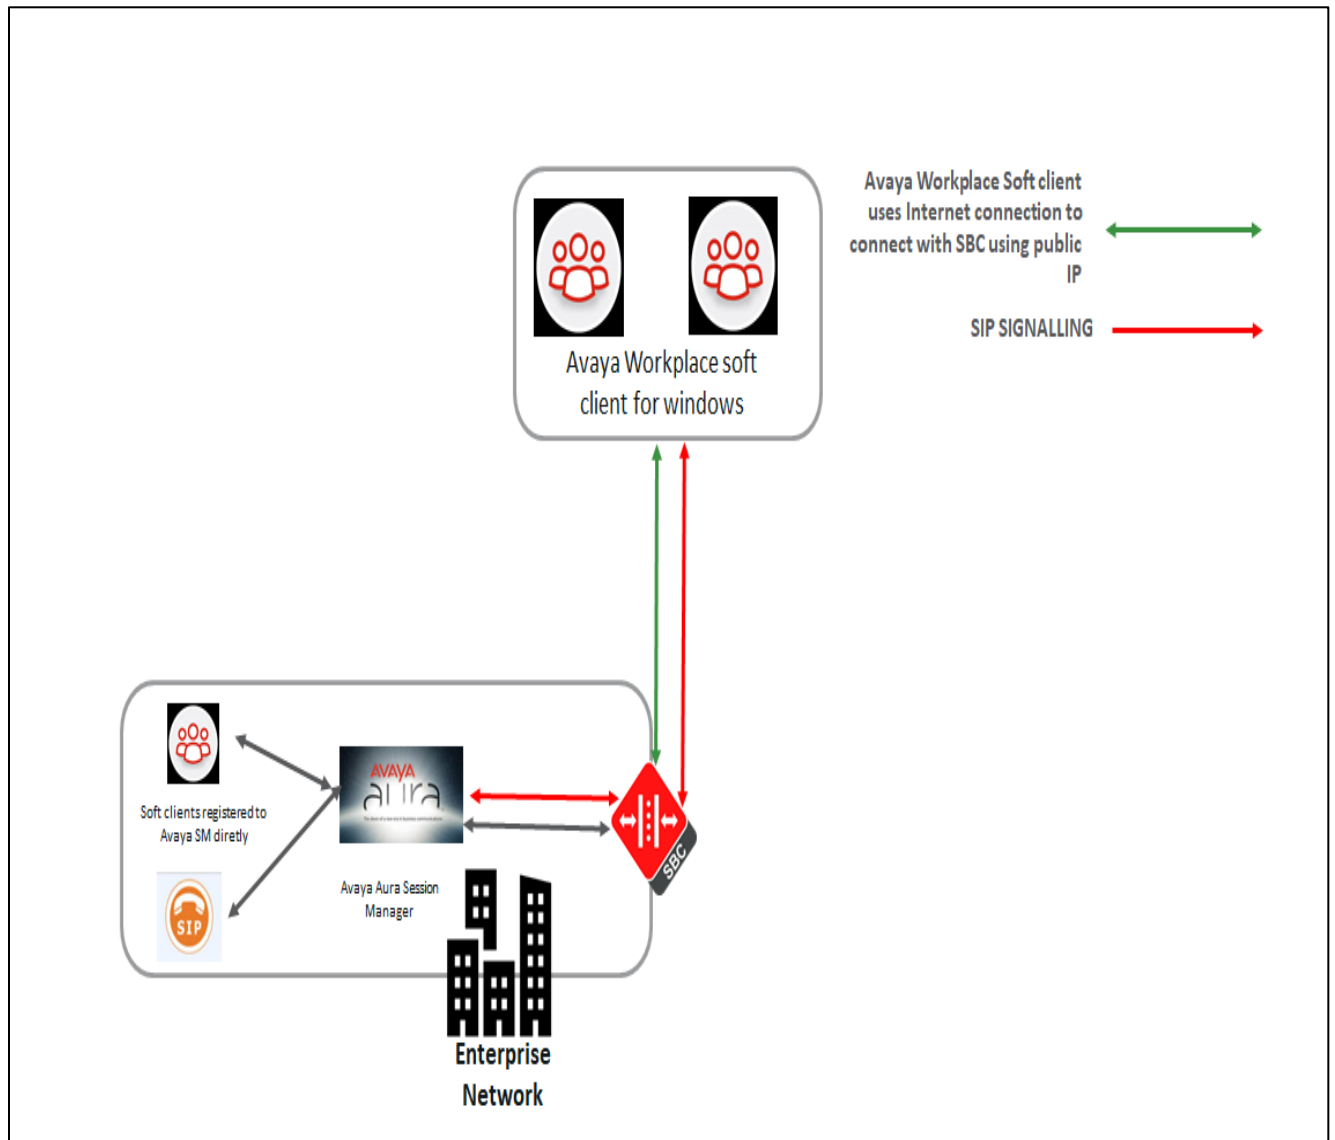 Avaya Workplace Soft client
uses Internet connection to
connect with SBC using public
IP
SIP SIGNALLING
Avaya Workplace soft
client for windows
Soft clients registered to
Avaya SM diretly
SIP
AVAYA
aura
Avaya Aura Session
Manager
SBC
Enterprise
Network